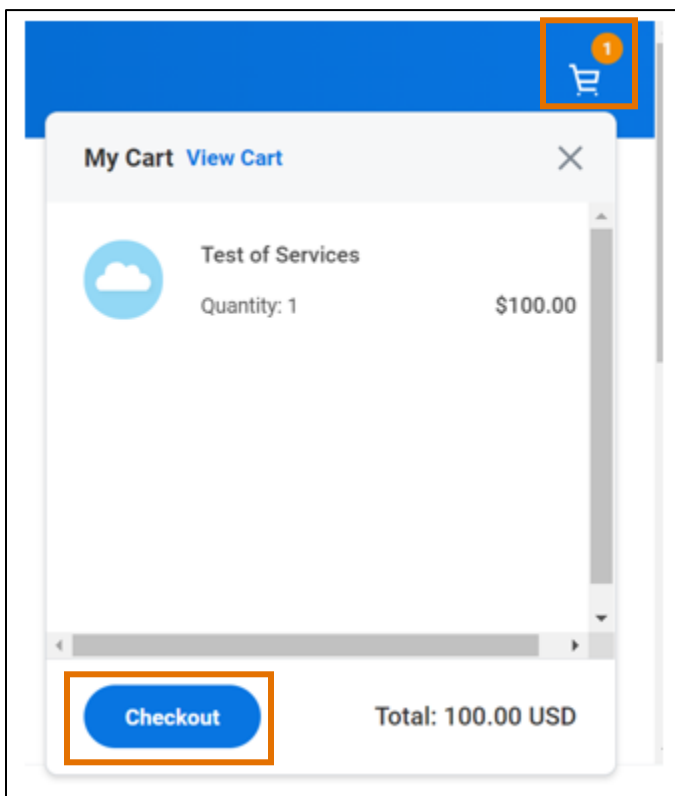 1
My Cart View Cart
Test of Services
Quantity: 1 $100.00
Checkout Total: 100.00 USD